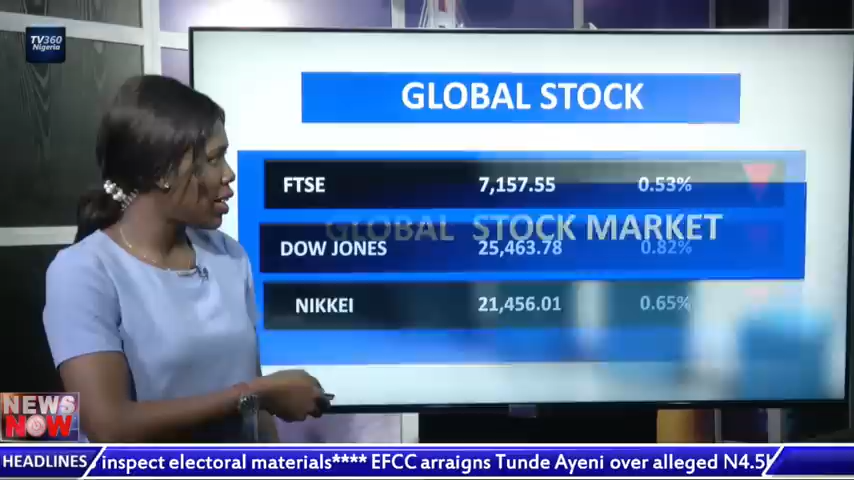 TV360
Nigeria
GLOBAL STOCK
FTSE 7,157.55 0.53%
GLOBAL STOCK MARKET
DOW JONES 25,463.78 0.82%
NIKKEI 21,456.01 0.65%
NEWS
NOW
HEADLINES inspect electoral materials**** EFCC arraigns Tunde Ayeni over alleged N4.5